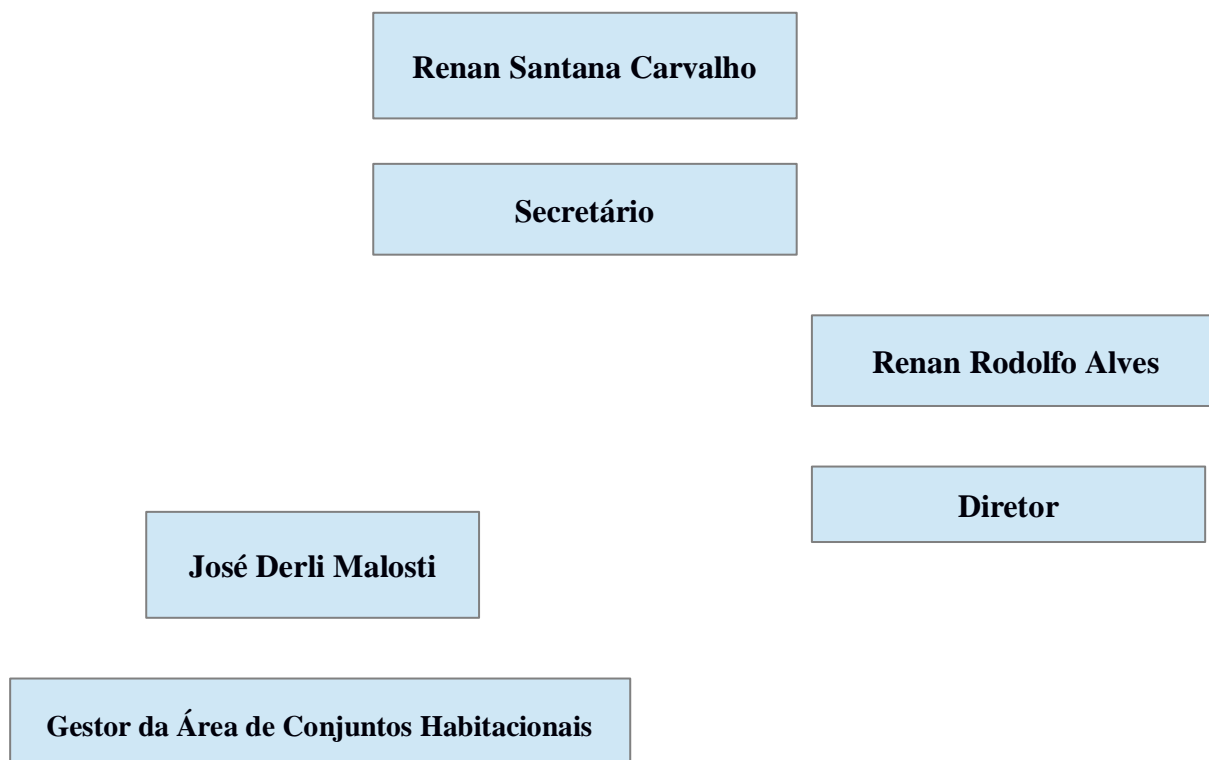 Renan Santana Carvalho
Secretário
Renan Rodolfo Alves
Diretor
José Derli Malosti
Gestor da Área de Conjuntos Habitacionais